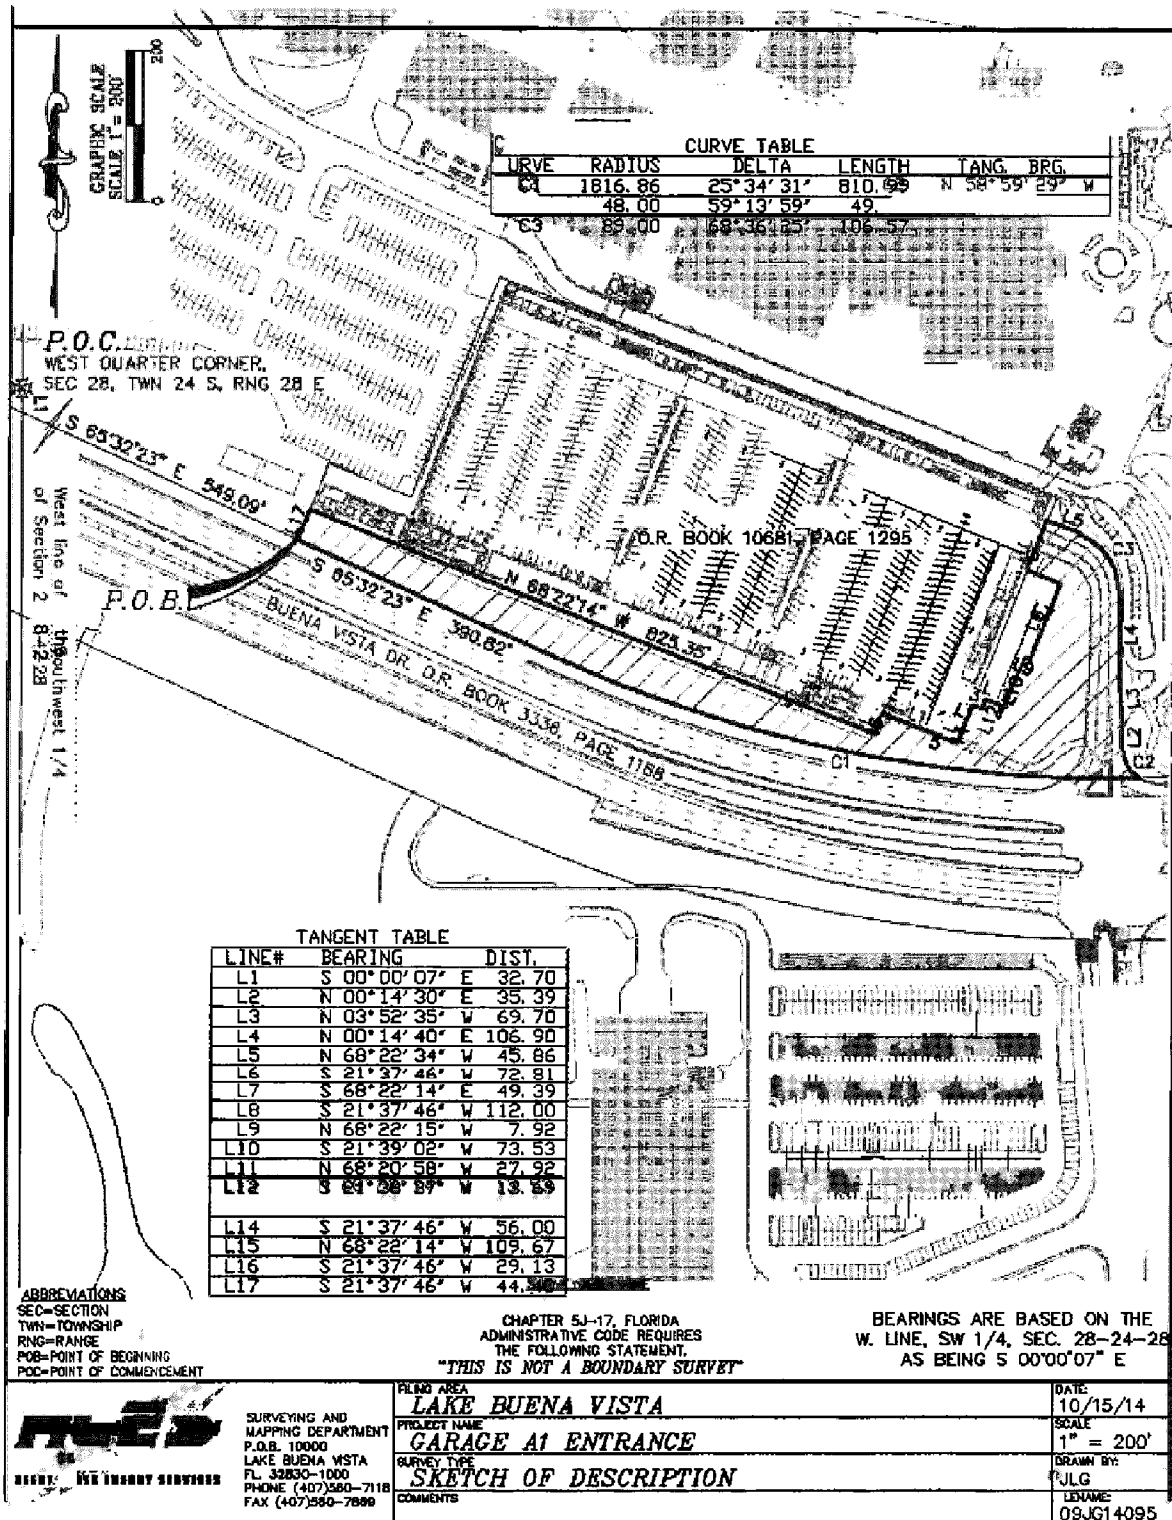 GRAPHIC SCALE
SCALE 1" = 200'
200
0
CURVE TABLE
CURVE RADIUS DELTA LENGTH TANG. BRG.
C1 1816.86 25°34'31" 810.99 N 58°59'29" W
48.00 59°13'59" 49.
C3 89.00 68°36'25" 106.57
P.O.C.
WEST QUARTER CORNER,
SEC 28, TWN 24 S, RNG 28 E
L1
S 65°32'23" E 549.09'
West line of the Southwest 1/4
of Section 28-24-28
L17
P.O.B.
S 65°32'23" E 390.82'
N 68°22'14" W 825.35'
O.R. BOOK 10681, PAGE 1295
BUENA VISTA DR. O.R. BOOK 3336, PAGE 1188
C1
L5
C3
L4
L3
L2
C2
TANGENT TABLE
LINE# BEARING DIST.
L1 S 00°00'07" E 32.70
L2 N 00°14'30" E 35.39
L3 N 03°52'35" W 69.70
L4 N 00°14'40" E 106.90
L5 N 68°22'34" W 45.86
L6 S 21°37'46" W 72.81
L7 S 68°22'14" E 49.39
L8 S 21°37'46" W 112.00
L9 N 68°22'15" W 7.92
L10 S 21°39'02" W 73.53
L11 N 68°20'58" W 27.92
L12 S W 13.
L14 S 21°37'46" W 56.00
L15 N 68°22'14" W 109.67
L16 S 21°37'46" W 29.13
L17 S 21°37'46" W 44.
ABBREVIATIONS
SEC=SECTION
TWN=TOWNSHIP
RNG=RANGE
POB=POINT OF BEGINNING
POC=POINT OF COMMENCEMENT
CHAPTER 5J-17, FLORIDA
ADMINISTRATIVE CODE REQUIRES
THE FOLLOWING STATEMENT.
"THIS IS NOT A BOUNDARY SURVEY"
BEARINGS ARE BASED ON THE
W. LINE, SW 1/4, SEC. 28-24-28
AS BEING S 00°00'07" E
SURVEYING AND
MAPPING DEPARTMENT
P.O.B. 10000
LAKE BUENA VISTA
FL. 32830-1000
PHONE (407)560-7118
FAX (407)560-7889
FILING AREA
LAKE BUENA VISTA
PROJECT NAME
GARAGE A1 ENTRANCE
SURVEY TYPE
SKETCH OF DESCRIPTION
COMMENTS
DATE:
10/15/14
SCALE
1" = 200'
DRAWN BY:
JLG
09JG14095